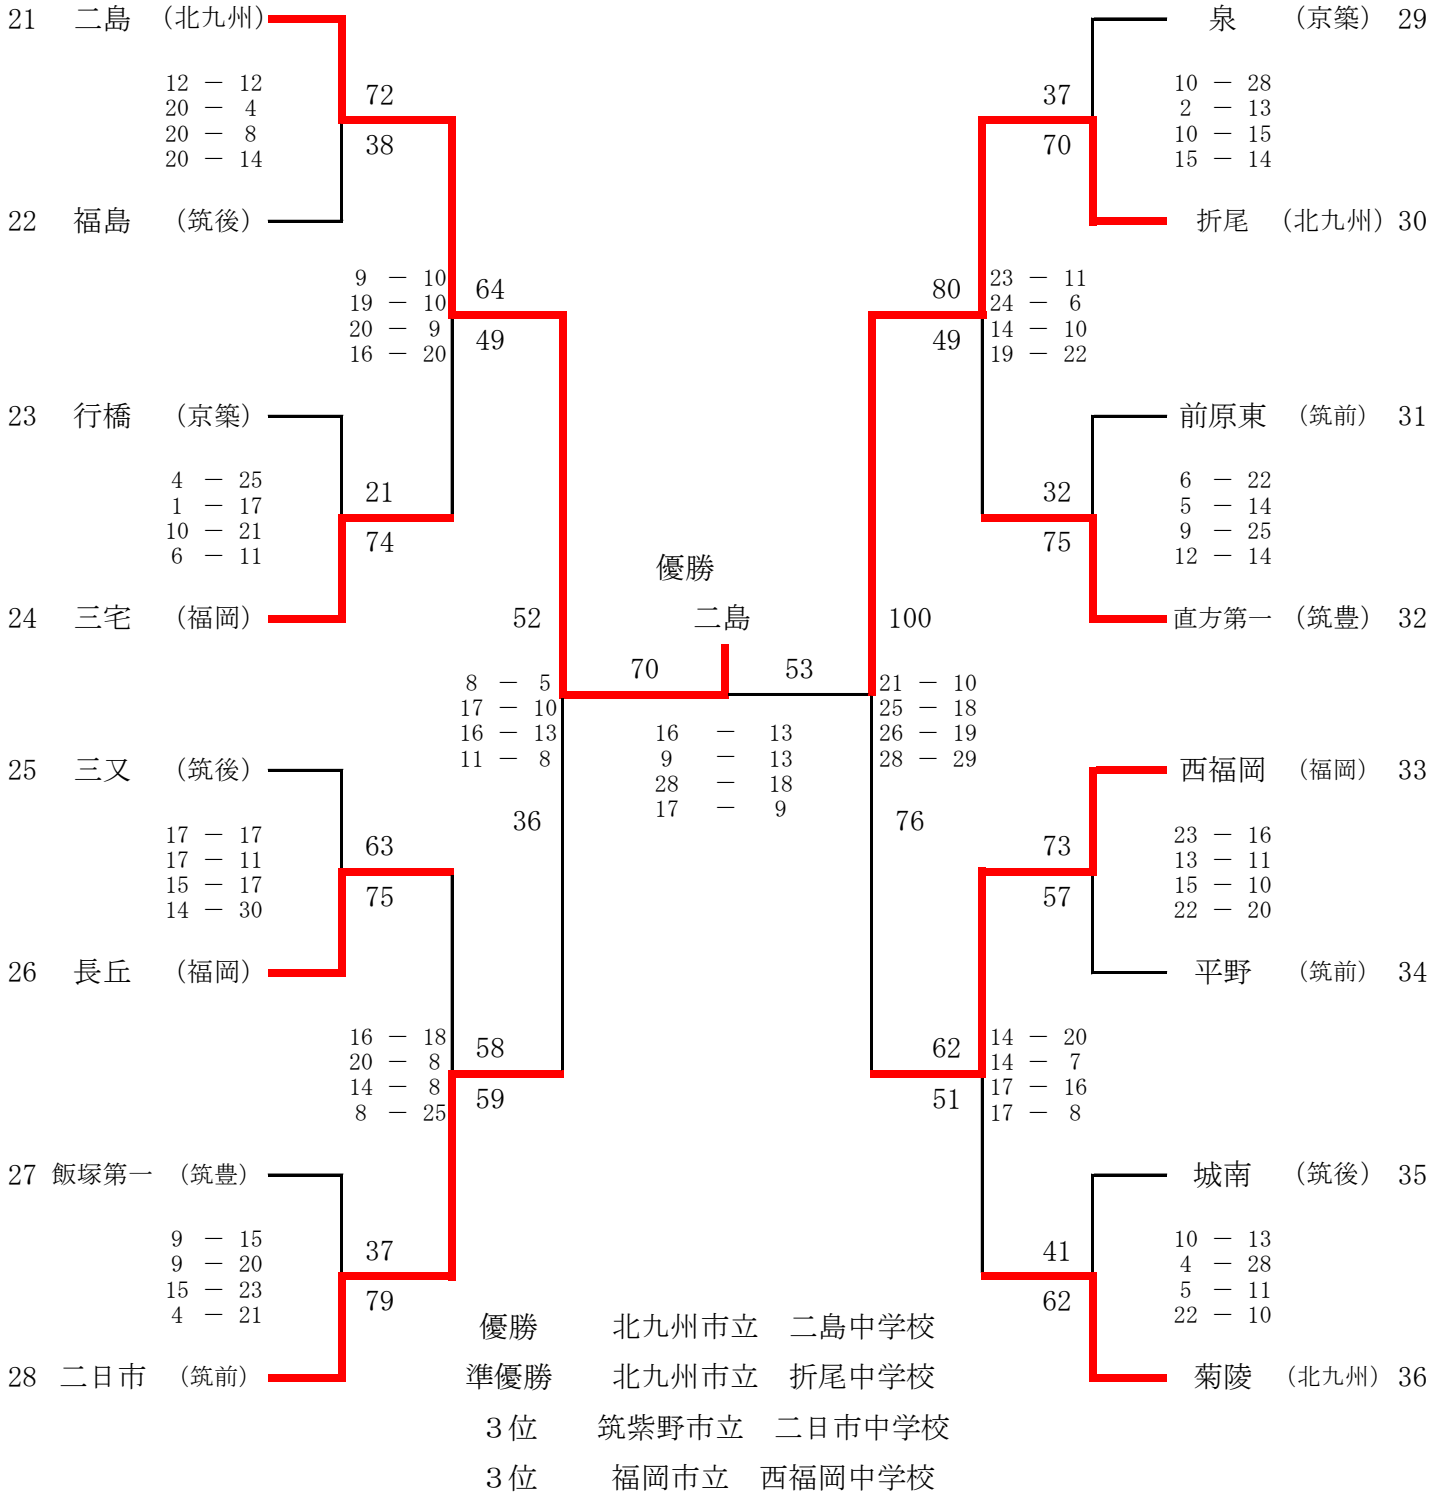 21 二島 （北九州）
12 － 12
20 － 4
20 － 8
20 － 14
72
38
22 福島 （筑後）
9 － 10
19 － 10
20 － 9
16 － 20
64
49
23 行橋 （京築）
4 － 25
1 － 17
10 － 21
6 － 11
21
74
24 三宅 （福岡）
52
8 － 5
17 － 10
16 － 13
11 － 8
36
25 三又 （筑後）
17 － 17
17 － 11
15 － 17
14 － 30
63
75
26 長丘 （福岡）
16 － 18
20 － 8
14 － 8
8 － 25
58
59
27 飯塚第一 （筑豊）
9 － 15
9 － 20
15 － 23
4 － 21
37
79
28 二日市 （筑前）
優勝
二島
70 53
16 － 13
9 － 13
28 － 18
17 － 9
泉 （京築） 29
37
70
10 － 28
2 － 13
10 － 15
15 － 14
折尾 （北九州） 30
80
49
23 － 11
24 － 6
14 － 10
19 － 22
前原東 （筑前） 31
32
75
6 － 22
5 － 14
9 － 25
12 － 14
直方第一 （筑豊） 32
100
21 － 10
25 － 18
26 － 19
28 － 29
76
西福岡 （福岡） 33
73
57
23 － 16
13 － 11
15 － 10
22 － 20
平野 （筑前） 34
62
51
14 － 20
14 － 7
17 － 16
17 － 8
城南 （筑後） 35
41
62
10 － 13
4 － 28
5 － 11
22 － 10
菊陵 （北九州） 36
優勝 北九州市立 二島中学校
準優勝 北九州市立 折尾中学校
３位 筑紫野市立 二日市中学校
３位 福岡市立 西福岡中学校